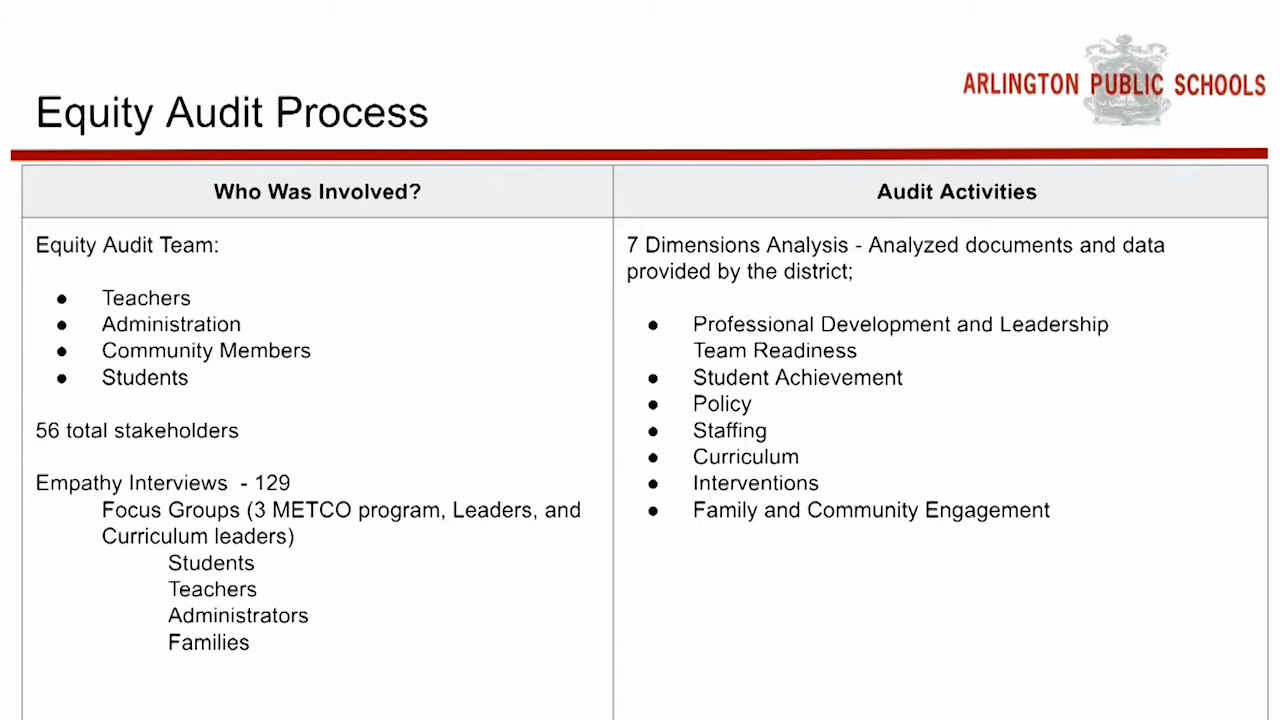 ARLINGTON PUBLIC SCHOOLS
Equity Audit Process
Who Was Involved?
Equity Audit Team:
● Teachers
● Administration
● Community Members
● Students
56 total stakeholders
Empathy Interviews - 129
Focus Groups (3 METCO program, Leaders, and
Curriculum leaders)
Students
Teachers
Administrators
Families
Audit Activities
7 Dimensions Analysis - Analyzed documents and data
provided by the district;
● Professional Development and Leadership
Team Readiness
● Student Achievement
● Policy
● Staffing
● Curriculum
● Interventions
● Family and Community Engagement